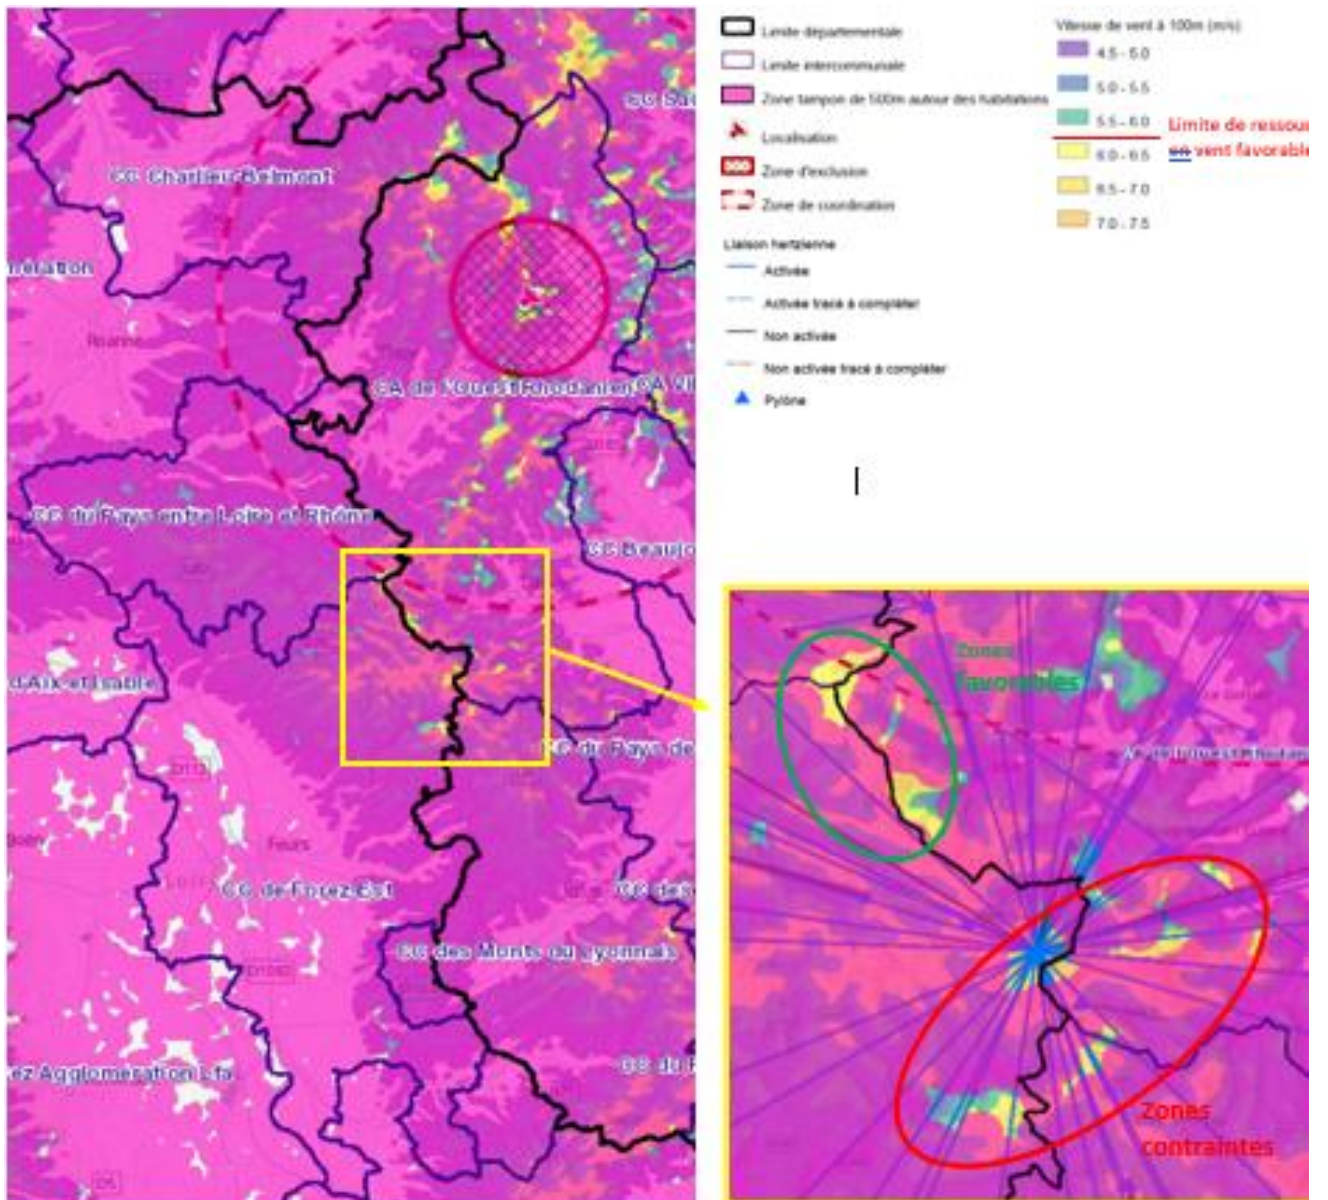 CC Charlieu-Belmont
Roanne
CA de l'Ouest Rhodanien
CC du Pays entre Loire et Rhône
CC Beaujo
d'Aix et Isable
CC du Pays de
Feurs
CC de Forez-Est
CC des
CC des Monts du Lyonnais
ez Agglomération
Limite départementale
Limite intercommunale
Zone tampon de 500m autour des habitations
Localisation
Zone d'exclusion
Zone de coordination
Liaison hertzienne
Activée
Activée tracé à compléter
Non activée
Non activée tracé à compléter
Pylône
Vitesse de vent à 100m (m/s)
4.5 - 5.0
5.0 - 5.5
5.5 - 6.0
6.0 - 6.5
6.5 - 7.0
7.0 - 7.5
Limite de ressou
en vent favorable
Zones
favorables
Zones
contraintes